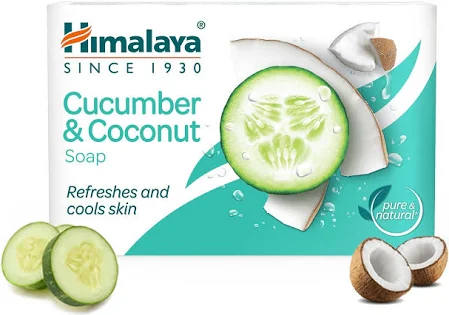 Himalaya®
SINCE 1930
Cucumber
& Coconut
Soap
Refreshes and
cools skin
pure &
natural*